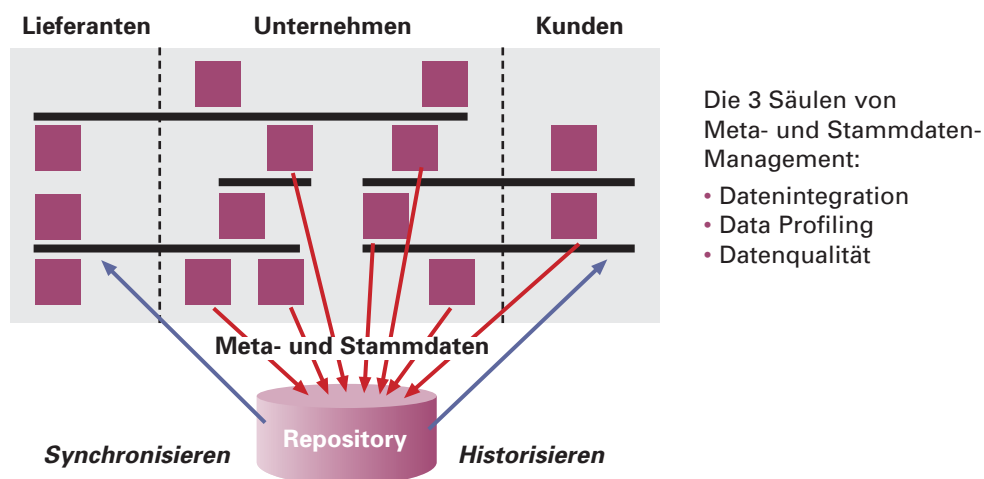 Lieferanten
Unternehmen
Kunden
Die 3 Säulen von
Meta- und Stammdaten-
Management:
• Datenintegration
• Data Profiling
• Datenqualität
Meta- und Stammdaten
Repository
Synchronisieren
Historisieren